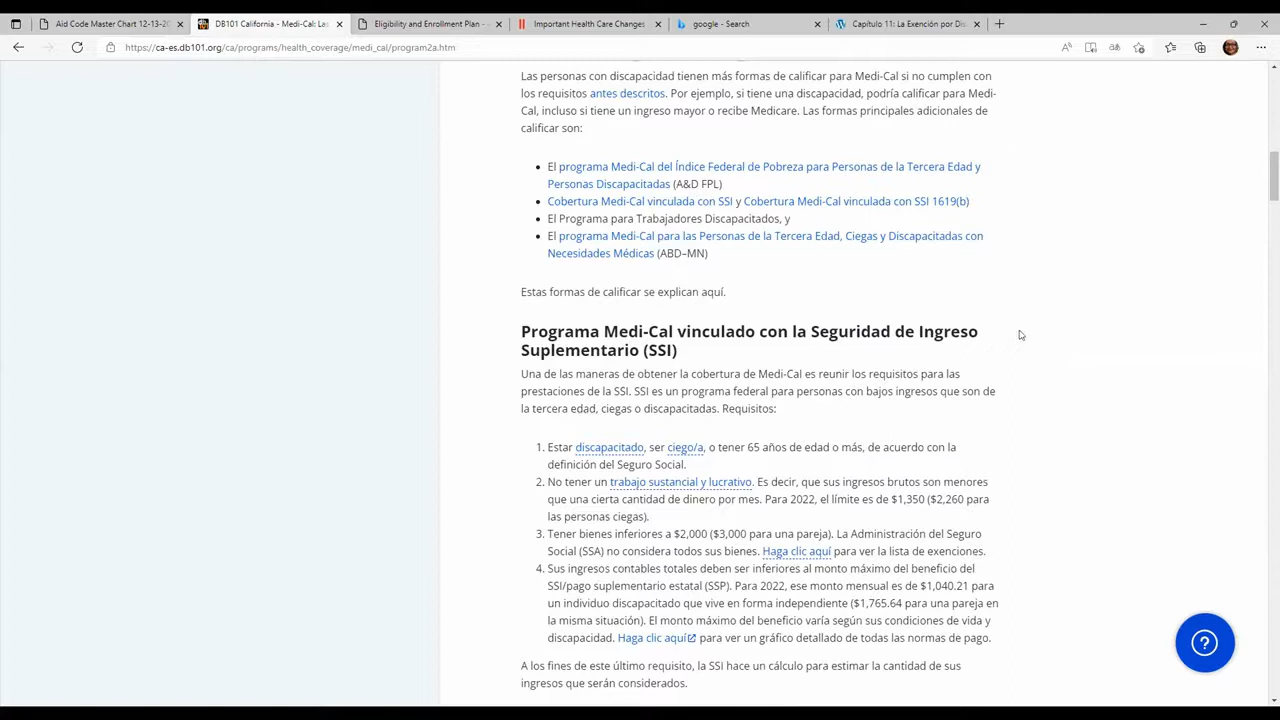 Aid Code Master Chart 12-13-20
DB101 California - Medi-Cal: Las
Eligibility and Enrollment Plan -
Important Health Care Changes
google - Search
Capítulo 11: La Exención por Dis
https://ca-es.db101.org/ca/programs/health_coverage/medi_cal/program2a.htm
Las personas con discapacidad tienen más formas de calificar para Medi-Cal si no cumplen con
los requisitos antes descritos. Por ejemplo, si tiene una discapacidad, podría calificar para Medi-
Cal, incluso si tiene un ingreso mayor o recibe Medicare. Las formas principales adicionales de
calificar son:
• El programa Medi-Cal del Índice Federal de Pobreza para Personas de la Tercera Edad y
Personas Discapacitadas (A&D FPL)
• Cobertura Medi-Cal vinculada con SSI y Cobertura Medi-Cal vinculada con SSI 1619(b)
• El Programa para Trabajadores Discapacitados, y
• El programa Medi-Cal para las Personas de la Tercera Edad, Ciegas y Discapacitadas con
Necesidades Médicas (ABD–MN)
Estas formas de calificar se explican aquí.
Programa Medi-Cal vinculado con la Seguridad de Ingreso
Suplementario (SSI)
Una de las maneras de obtener la cobertura de Medi-Cal es reunir los requisitos para las
prestaciones de la SSI. SSI es un programa federal para personas con bajos ingresos que son de
la tercera edad, ciegas o discapacitadas. Requisitos:
1. Estar discapacitado, ser ciego/a, o tener 65 años de edad o más, de acuerdo con la
definición del Seguro Social.
2. No tener un trabajo sustancial y lucrativo. Es decir, que sus ingresos brutos son menores
que una cierta cantidad de dinero por mes. Para 2022, el límite es de $1,350 ($2,260 para
las personas ciegas).
3. Tener bienes inferiores a $2,000 ($3,000 para una pareja). La Administración del Seguro
Social (SSA) no considera todos sus bienes. Haga clic aquí para ver la lista de exenciones.
4. Sus ingresos contables totales deben ser inferiores al monto máximo del beneficio del
SSI/pago suplementario estatal (SSP). Para 2022, ese monto mensual es de $1,040.21 para
un individuo discapacitado que vive en forma independiente ($1,765.64 para una pareja en
la misma situación). El monto máximo del beneficio varía según sus condiciones de vida y
discapacidad. Haga clic aquí para ver un gráfico detallado de todas las normas de pago.
A los fines de este último requisito, la SSI hace un cálculo para estimar la cantidad de sus
ingresos que serán considerados.